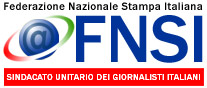 Federazione Nazionale Stampa Italiana
@FNSI
SINDACATO UNITARIO DEI GIORNALISTI ITALIANI